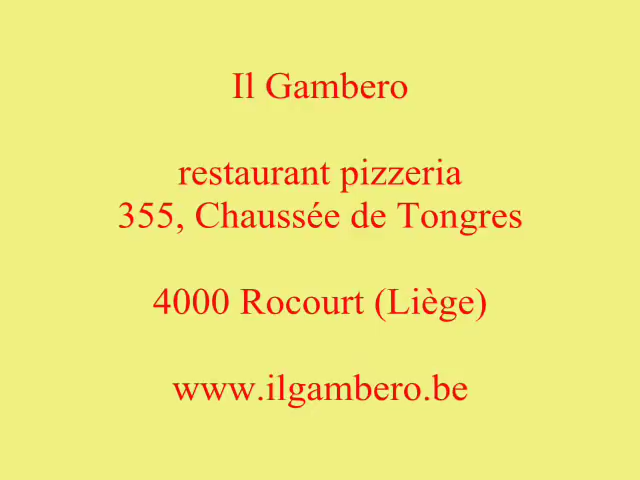 Il Gambero
restaurant pizzeria
355, Chaussée de Tongres
4000 Rocourt (Liège)
www.ilgambero.be